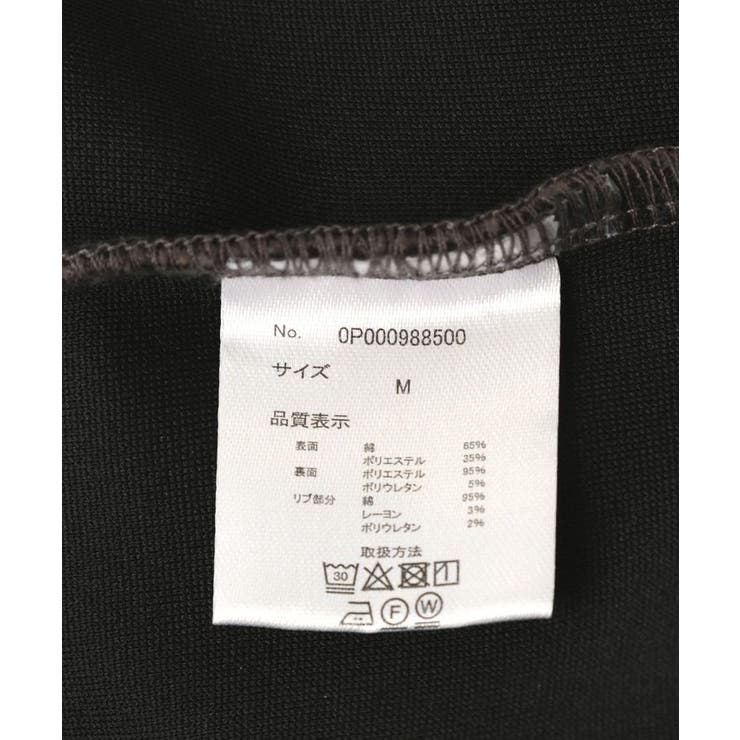 No. 0P000988500
サイズ M
品質表示
表面 綿 65%
ポリエステル 35%
裏面 ポリエステル 95%
ポリウレタン 5%
リブ部分 綿 95%
レーヨン 3%
ポリウレタン 2%
取扱方法
30
F W